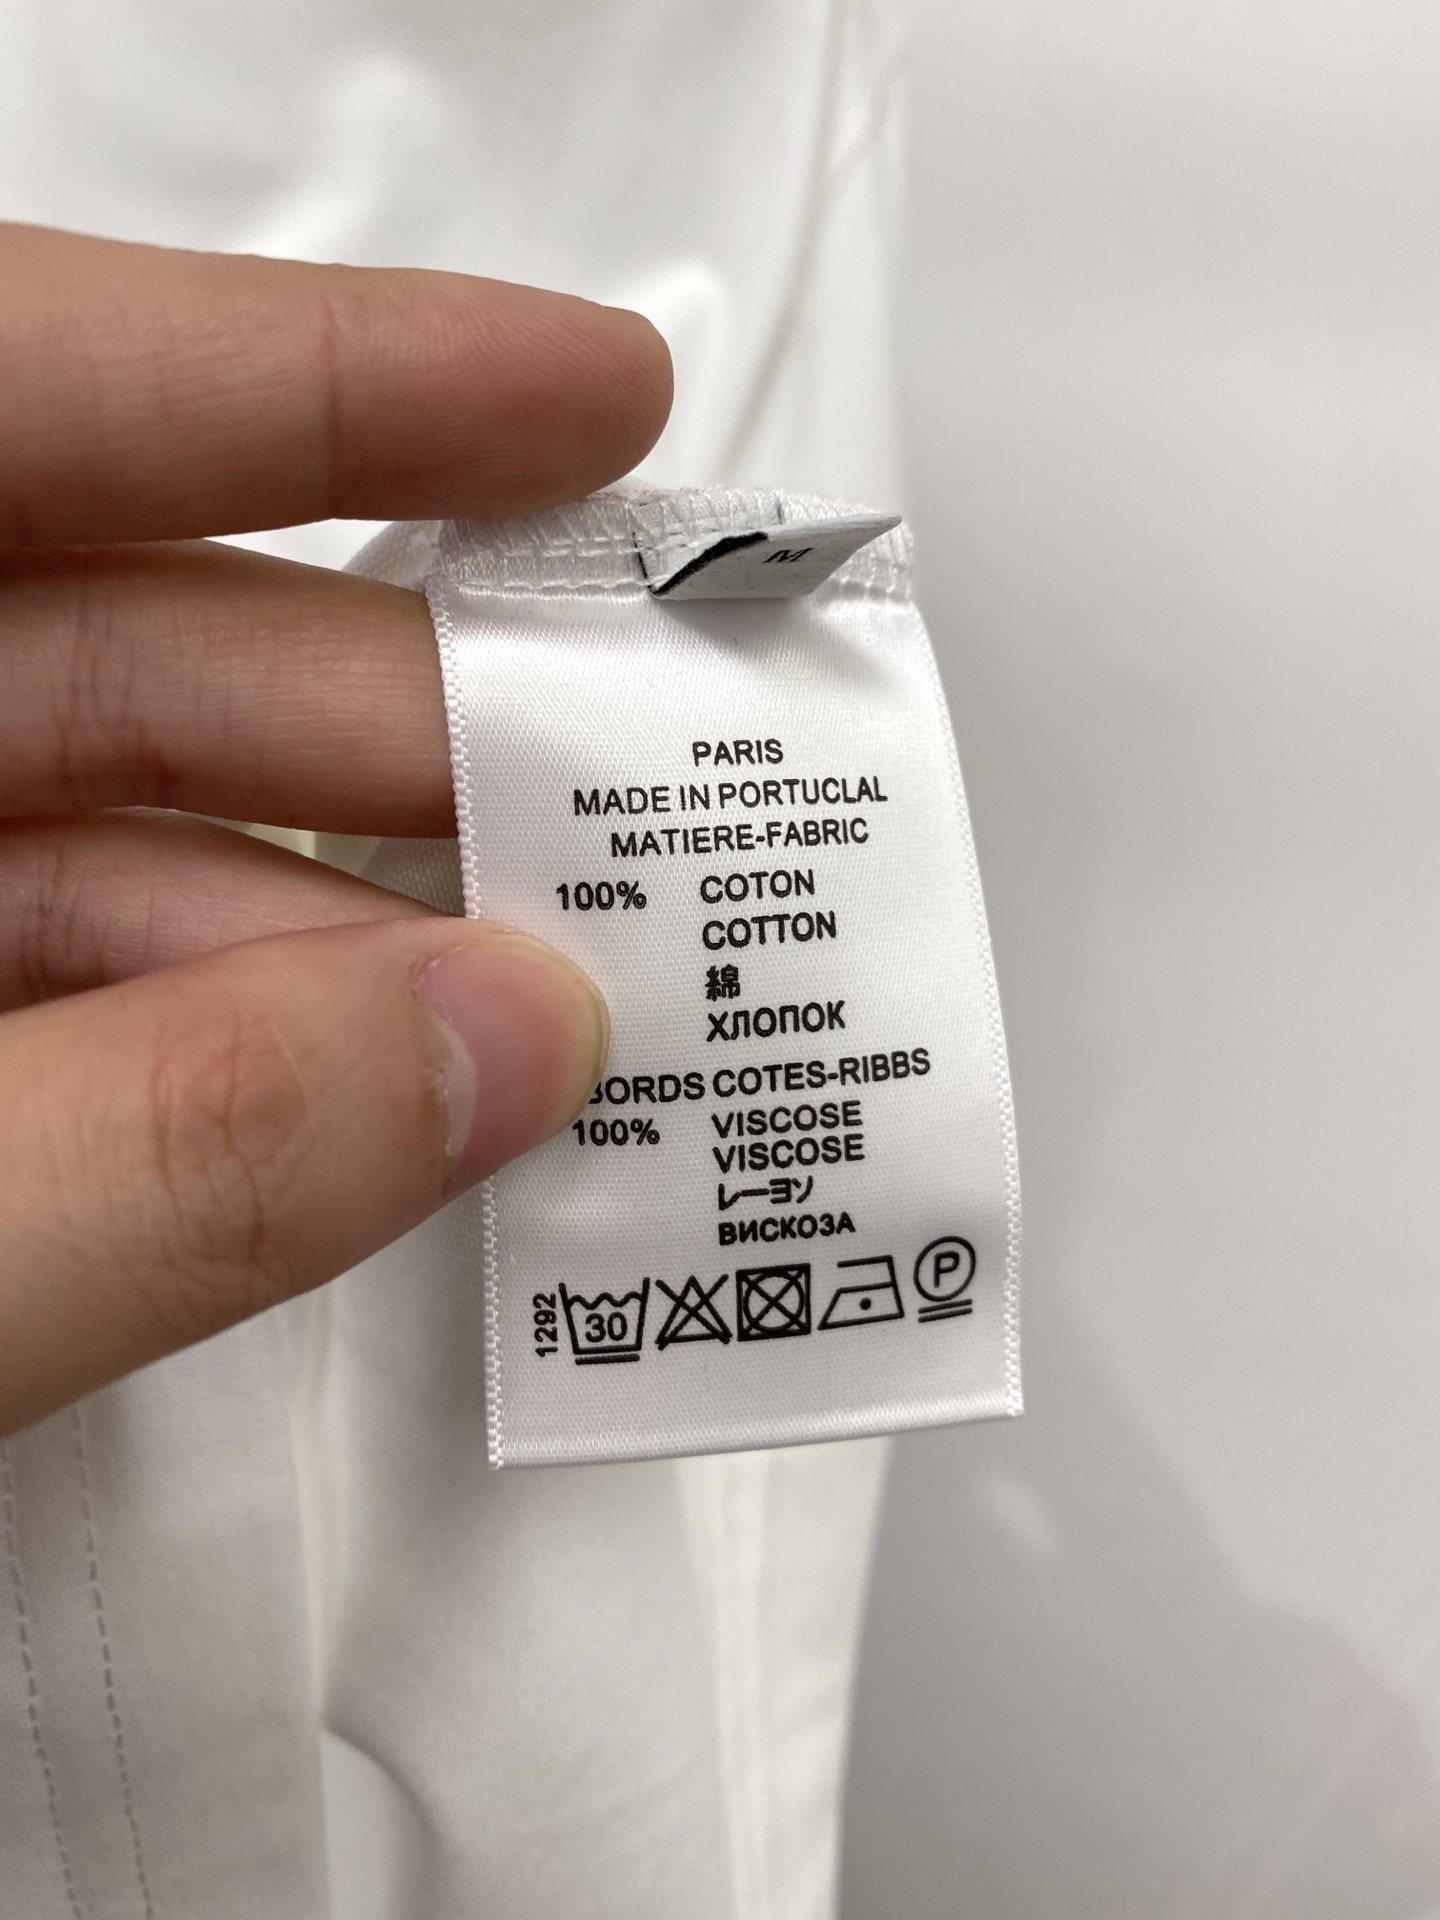 M
PARIS
MADE IN PORTUCLAL
MATIERE-FABRIC
100% COTON
COTTON
綿
ХЛОПОК
BORDS COTES-RIBBS
100% VISCOSE
VISCOSE
レーヨン
ВИСКОЗА
1292
30 P